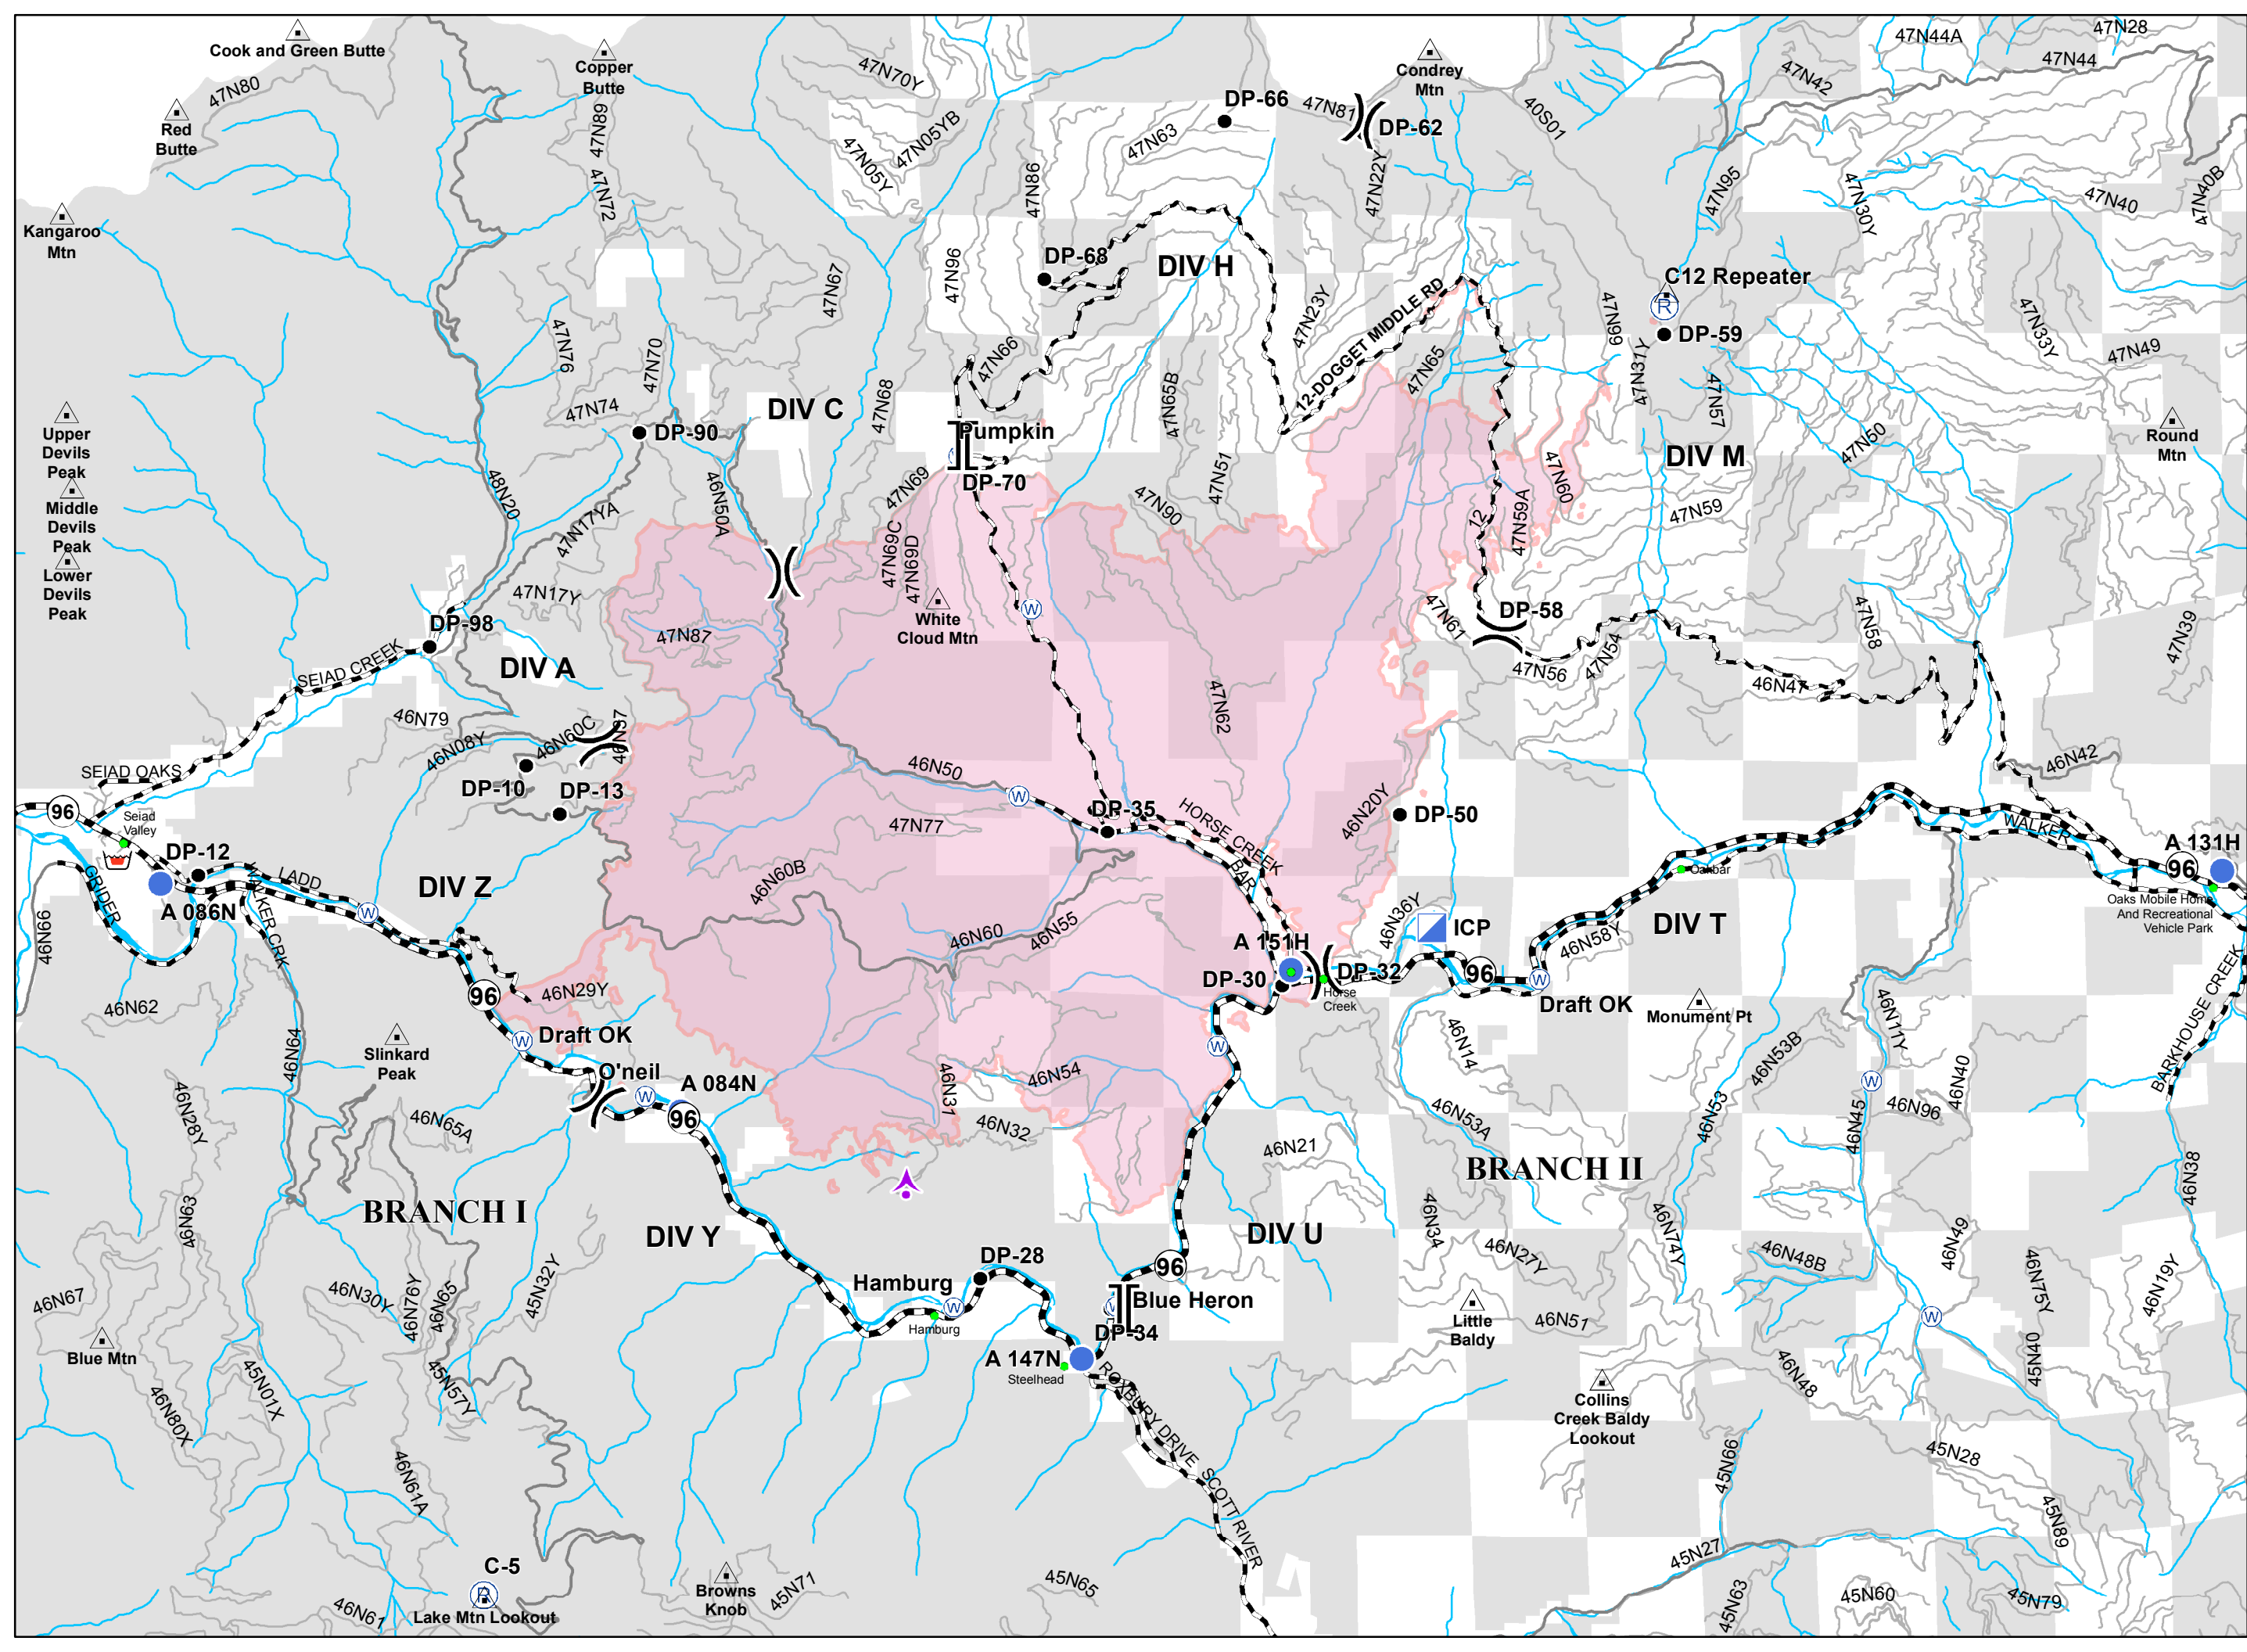 Cook and Green Butte
Copper
Butte
Condrey
Mtn
47N44A
47N28
47N44
47N42
47N80
47N70Y
Red
Butte
47N89
47N05YB
47N05Y
47N63
DP-66
47N81
DP-62
40S01
47N72
47N86
47N22Y
47N95
47N30Y
47N40
47N40B
Kangaroo
Mtn
47N67
47N96
DP-68
DIV H
C12 Repeater
R
DP-59
47N23Y
12-DOGGET MIDDLE RD
47N99
47N31Y
47N33Y
47N49
47N76
47N70
47N66
47N65B
47N65
47N57
47N50
47N74
DIV C
47N68
Upper
Devils
Peak
DP-90
Pumpkin
DP-70
DIV M
Round
Mtn
Middle
Devils
Peak
48N20
46N50A
47N69
47N51
47N60
47N90
47N59A
12
47N59
47N17YA
47N69C
47N69D
Lower
Devils
Peak
47N17Y
White
Cloud Mtn
W
47N61
DP-58
47N58
47N39
DP-98
47N87
47N54
47N56
46N47
SEIAD CREEK
DIV A
47N62
46N79
46N37
46N60C
46N08Y
SEIAD OAKS
DP-10
DP-13
46N50
W
DP-35
HORSE CREEK
46N20Y
DP-50
46N42
96
Seiad
Valley
47N77
BAR
WALKER
A 131H
96
DP-12
LADD
WALKER CRK
GRIDER
A 086N
W
DIV Z
46N60B
46N60
46N55
46N36Y
ICP
Oakbar
DIV T
46N58Y
Oaks Mobile Home
And Recreational
Vehicle Park
46N66
A 151H
DP-30
DP-32
Horse
Creek
96
W
Draft OK
46N62
96
46N29Y
Draft OK
W
46N64
Slinkard
Peak
O'neil
W
A 084N
96
46N65A
46N31
46N54
46N32
W
46N14
46N53A
Monument Pt
46N53B
46N53
46N11Y
W
46N40
46N96
46N45
BARKHOUSE CREEK
46N28Y
46N63
BRANCH I
DIV Y
46N21
DIV U
BRANCH II
46N34
46N27Y
46N74Y
46N48B
46N49
46N75Y
46N38
46N19Y
46N67
46N30Y
46N76Y
46N65
45N32Y
DP-28
Hamburg
W
Hamburg
96
Blue Heron
DP-34
Little
Baldy
46N51
W
Blue Mtn
A 147N
Steelhead
45N01X
45N57Y
46N80X
46N61A
ROXBURY DRIVE
SCOTT RIVER
Collins
Creek Baldy
Lookout
46N48
45N40
45N66
45N28
45N89
45N27
C-5
R
Lake Mtn Lookout
46N61
Browns
Knob
45N71
45N65
45N63
45N60
45N79